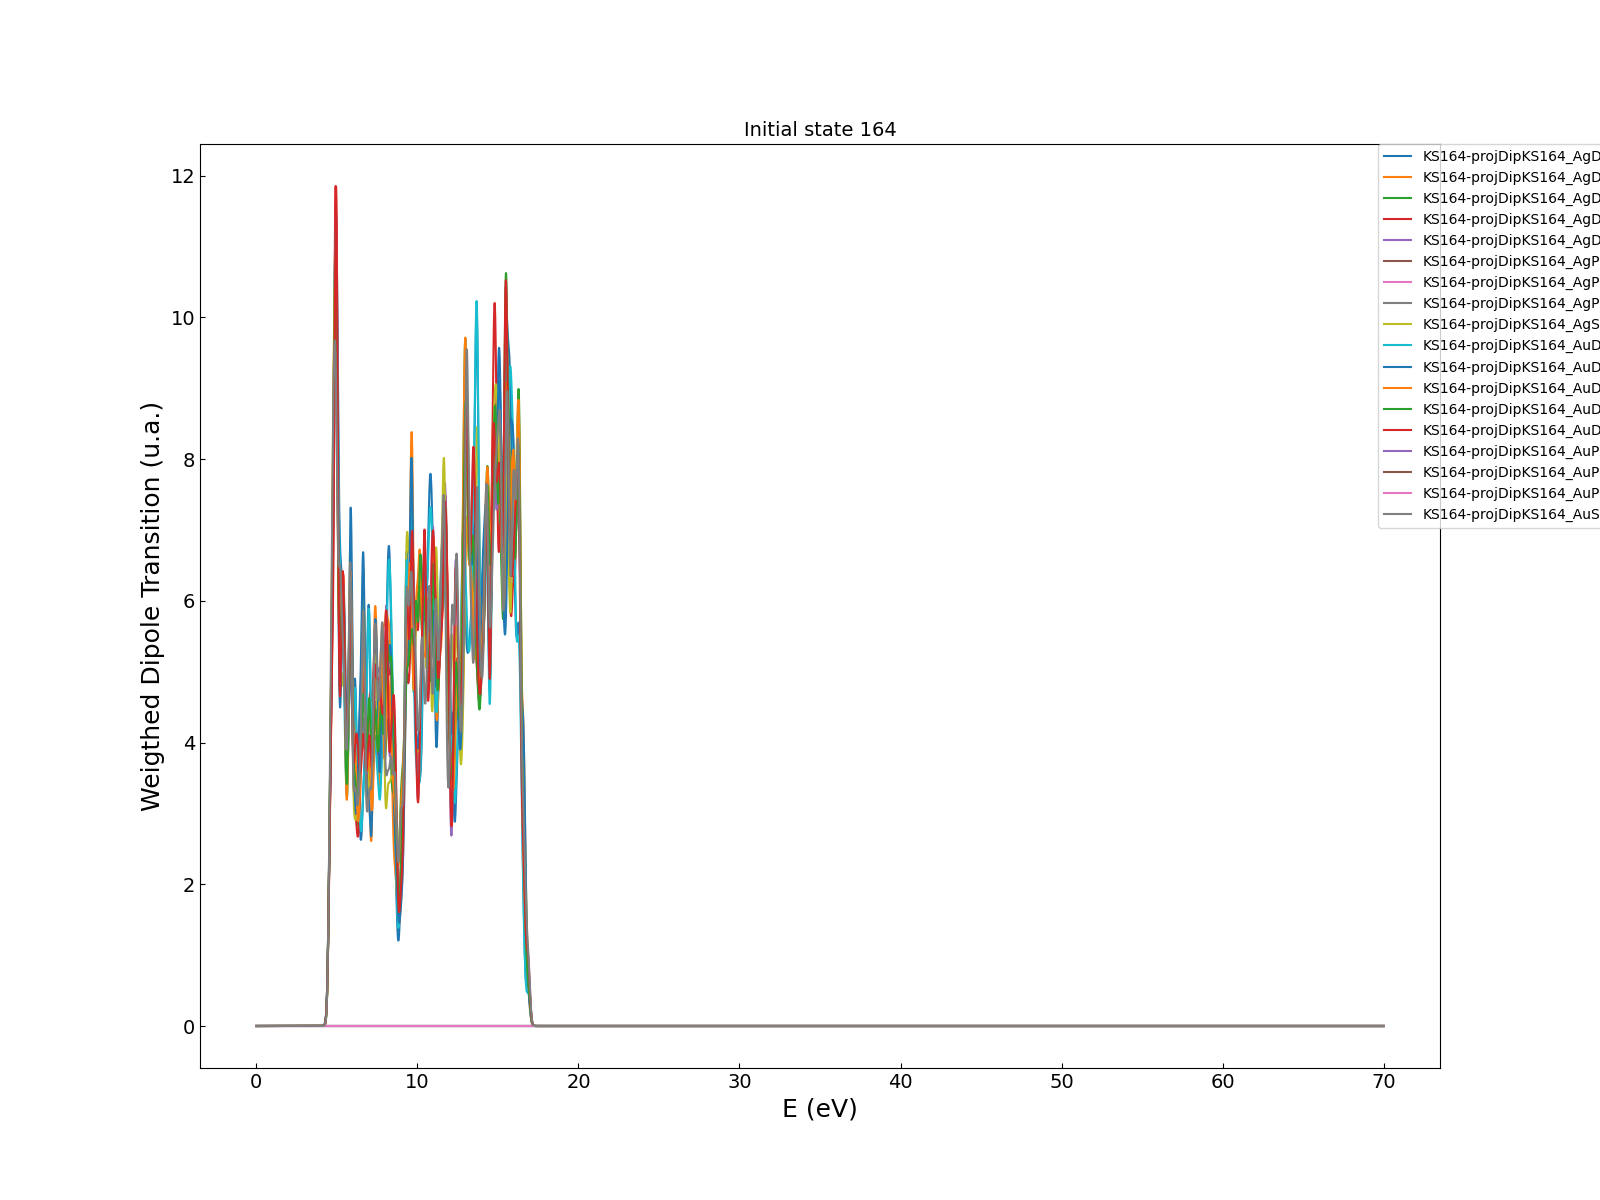 Initial state 164
12
10
8
6
4
2
0
Weigthed Dipole Transition (u.a.)
0 10 20 30 40 50 60 70
E (eV)
KS164-projDipKS164_AgD
KS164-projDipKS164_AgD
KS164-projDipKS164_AgD
KS164-projDipKS164_AgD
KS164-projDipKS164_AgD
KS164-projDipKS164_AgP
KS164-projDipKS164_AgP
KS164-projDipKS164_AgP
KS164-projDipKS164_AgS
KS164-projDipKS164_AuD
KS164-projDipKS164_AuD
KS164-projDipKS164_AuD
KS164-projDipKS164_AuD
KS164-projDipKS164_AuD
KS164-projDipKS164_AuP
KS164-projDipKS164_AuP
KS164-projDipKS164_AuP
KS164-projDipKS164_AuS